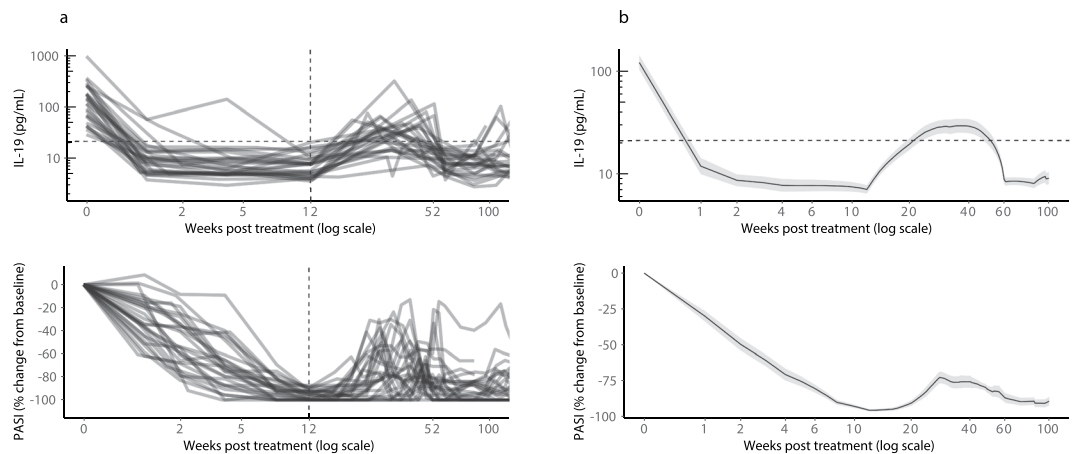 a
IL-19 (pg/mL)
1000
100
10
0 2 5 12 52 100
Weeks post treatment (log scale)
b
IL-19 (pg/mL)
100
10
0 1 2 4 6 10 20 40 60 100
Weeks post treatment (log scale)
PASI (% change from baseline)
0
-20
-40
-60
-80
-100
0 2 5 12 52 100
Weeks post treatment (log scale)
PASI (% change from baseline)
0
-25
-50
-75
-100
0 1 2 4 6 10 20 40 60 100
Weeks post treatment (log scale)